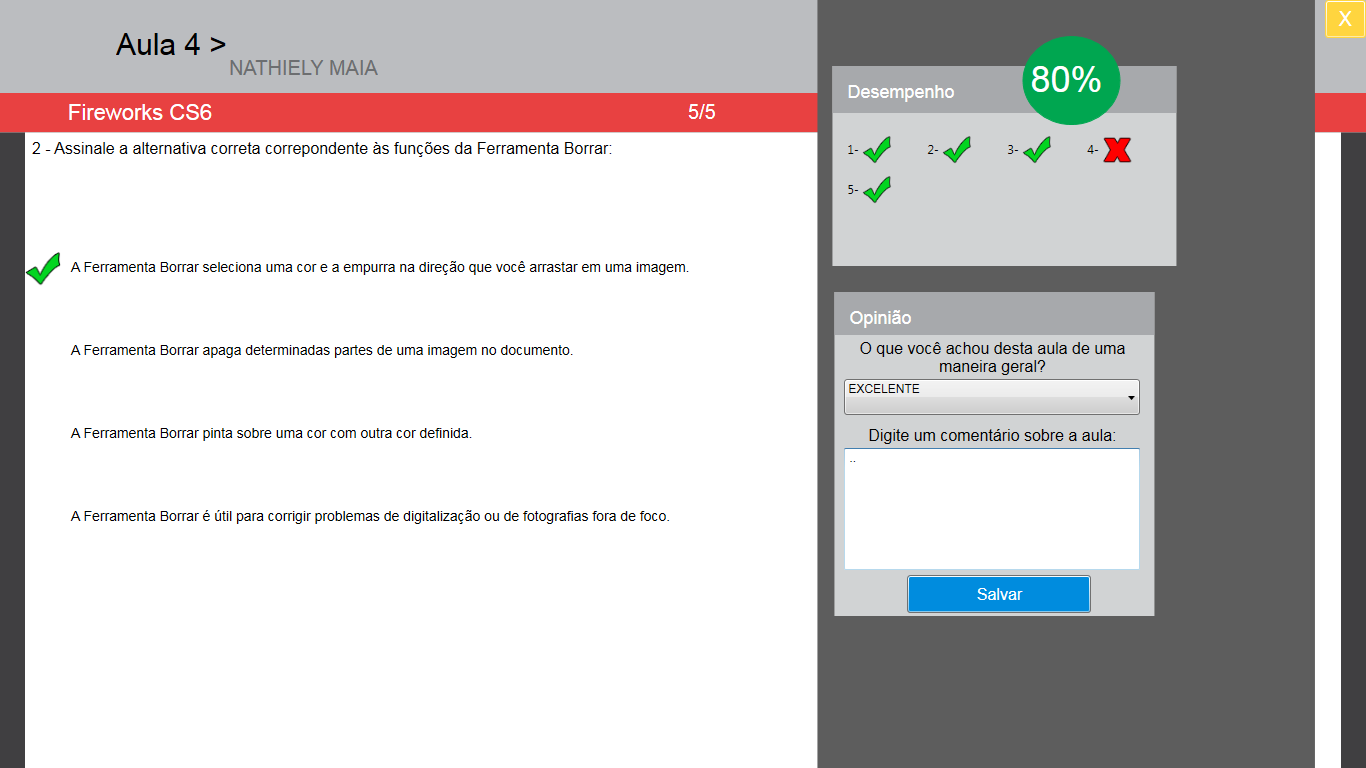 Aula 4 >
NATHIELY MAIA
Fireworks CS6
5/5
2 - Assinale a alternativa correta correpondente às funções da Ferramenta Borrar:
A Ferramenta Borrar seleciona uma cor e a empurra na direção que você arrastar em uma imagem.
A Ferramenta Borrar apaga determinadas partes de uma imagem no documento.
A Ferramenta Borrar pinta sobre uma cor com outra cor definida.
A Ferramenta Borrar é útil para corrigir problemas de digitalização ou de fotografias fora de foco.
X
Desempenho
80%
1- 2- 3- 4-
5-
Opinião
O que você achou desta aula de uma
maneira geral?
EXCELENTE
Digite um comentário sobre a aula:
..
Salvar